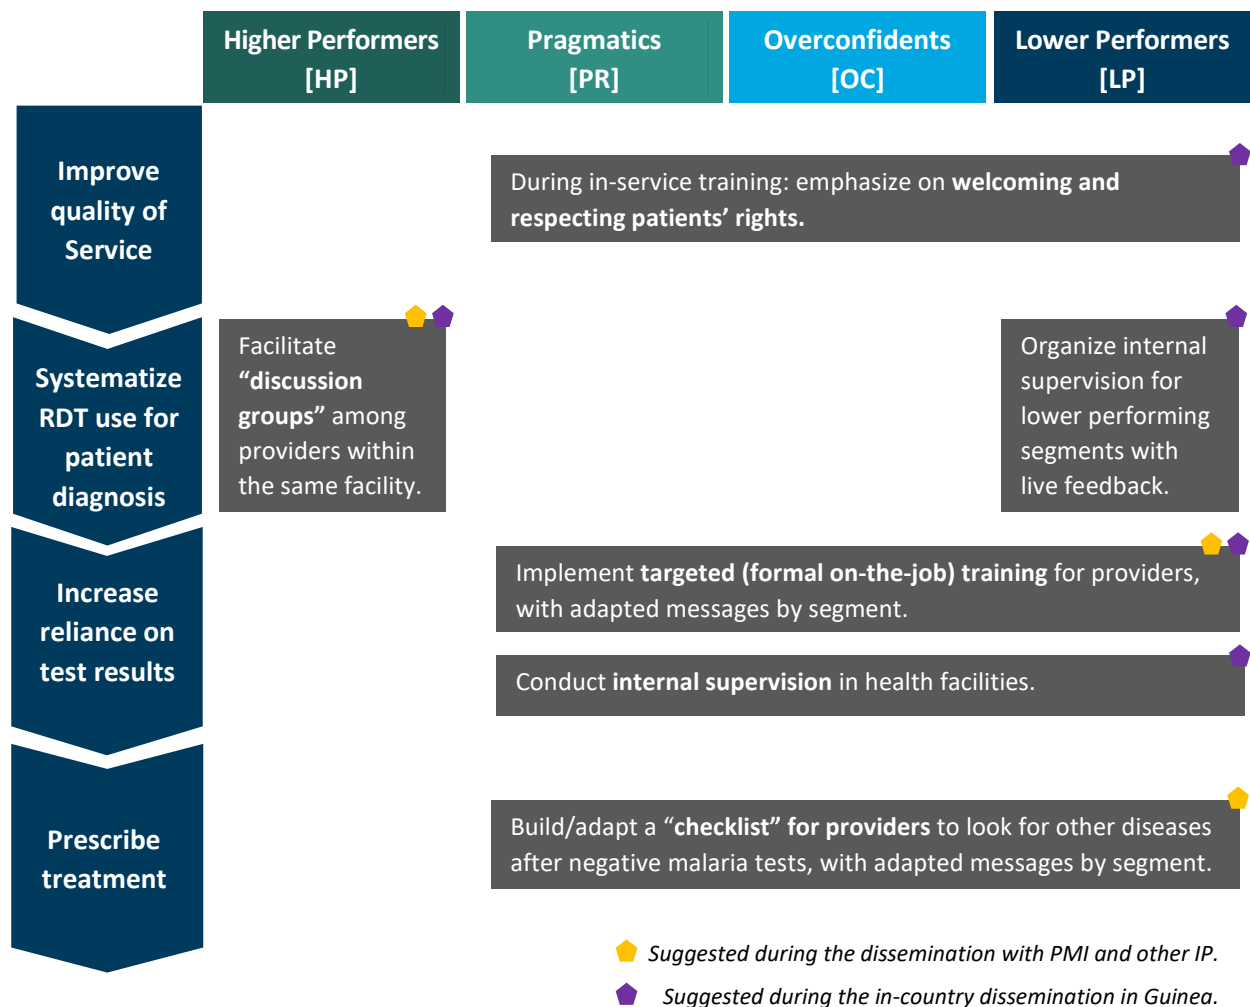 Higher Performers
[HP]
Pragmatics
[PR]
Overconfidents
[OC]
Lower Performers
[LP]
Improve
quality of
Service
During in-service training: emphasize on welcoming and
respecting patients’ rights.
Systematize
RDT use for
patient
diagnosis
Facilitate
“discussion
groups” among
providers within
the same facility.
Organize internal
supervision for
lower performing
segments with
live feedback.
Increase
reliance on
test results
Implement targeted (formal on-the-job) training for providers,
with adapted messages by segment.
Conduct internal supervision in health facilities.
Prescribe
treatment
Build/adapt a “checklist” for providers to look for other diseases
after negative malaria tests, with adapted messages by segment.
Suggested during the dissemination with PMI and other IP.
Suggested during the in-country dissemination in Guinea.